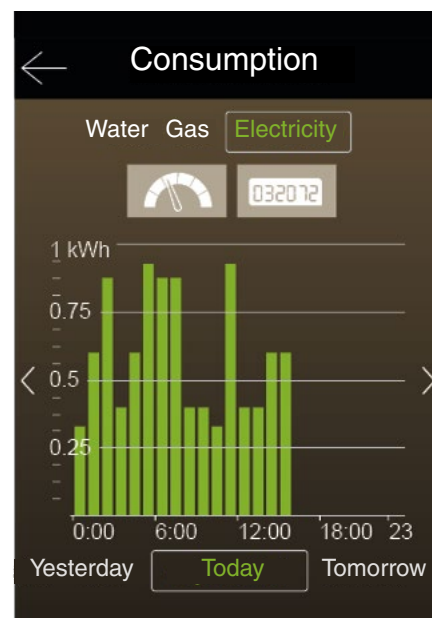 Consumption
Water Gas Electricity
032072
1 kWh
0.75
0.5
0.25
0:00 6:00 12:00 18:00 23
Yesterday Today Tomorrow